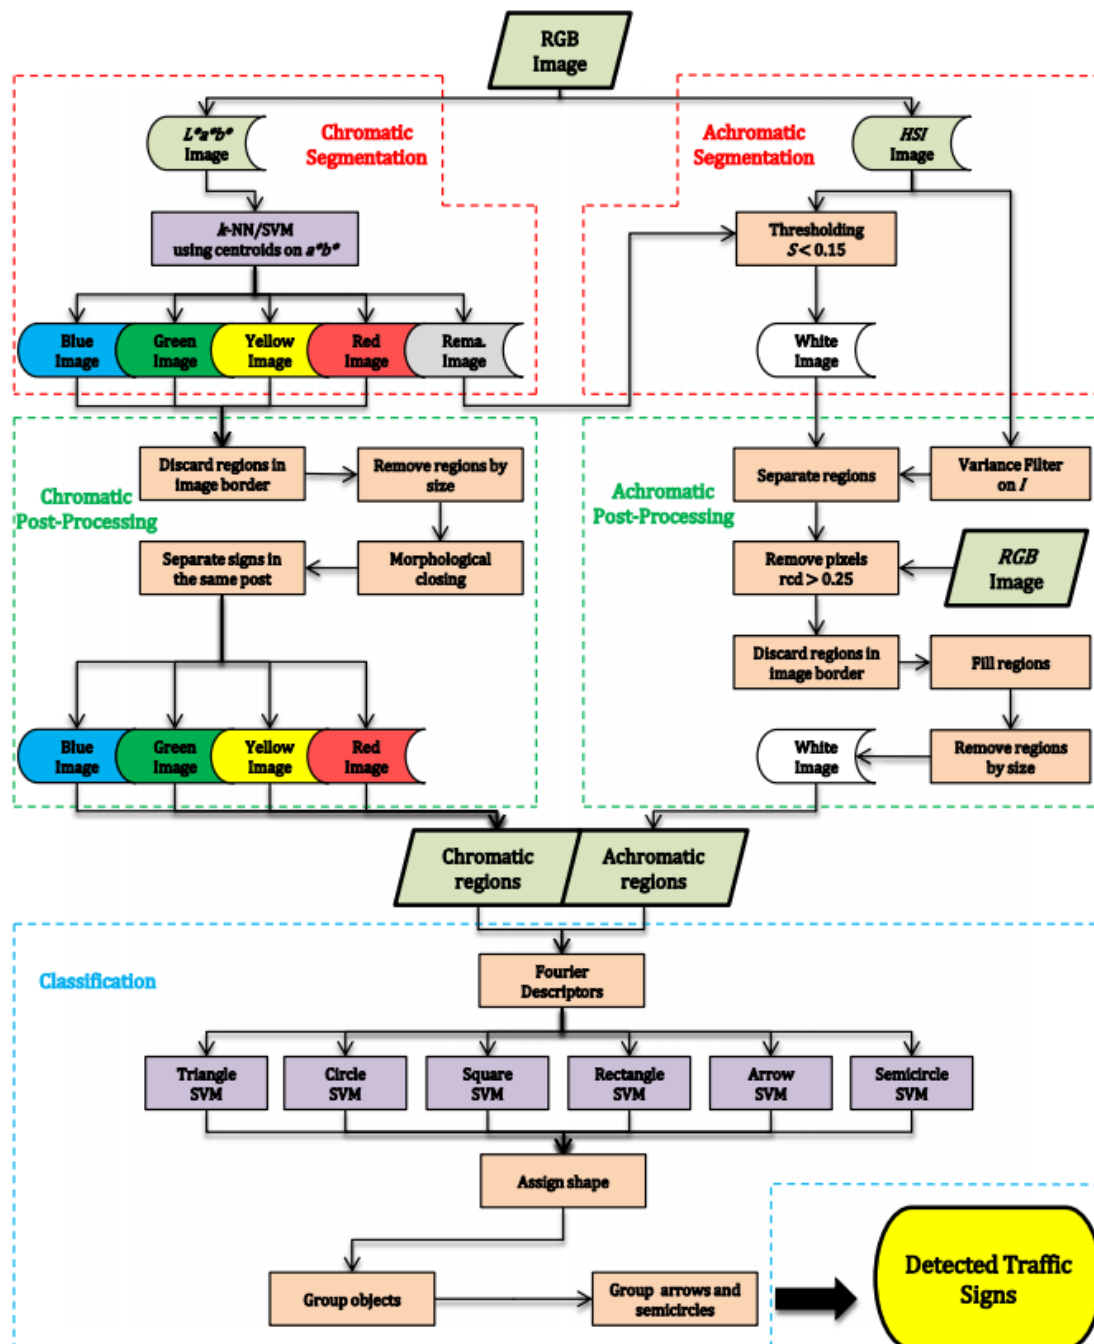 RGB
Image
L*a*b*
Image
Chromatic
Segmentation
Achromatic
Segmentation
HSI
Image
k-NN/SVM
using centroids on a*b*
Thresholding
S < 0.15
Blue
Image
Green
Image
Yellow
Image
Red
Image
Rema.
Image
White
Image
Discard regions in
image border
Remove regions by
size
Separate regions
Variance Filter
on I
Chromatic
Post-Processing
Achromatic
Post-Processing
Separate signs in
the same post
Morphological
closing
Remove pixels
rcd > 0.25
RGB
Image
Discard regions in
image border
Fill regions
Blue
Image
Green
Image
Yellow
Image
Red
Image
White
Image
Remove regions
by size
Chromatic
regions
Achromatic
regions
Classification
Fourier
Descriptors
Triangle
SVM
Circle
SVM
Square
SVM
Rectangle
SVM
Arrow
SVM
Semicircle
SVM
Assign shape
Group objects
Group arrows and
semicircles
Detected Traffic
Signs